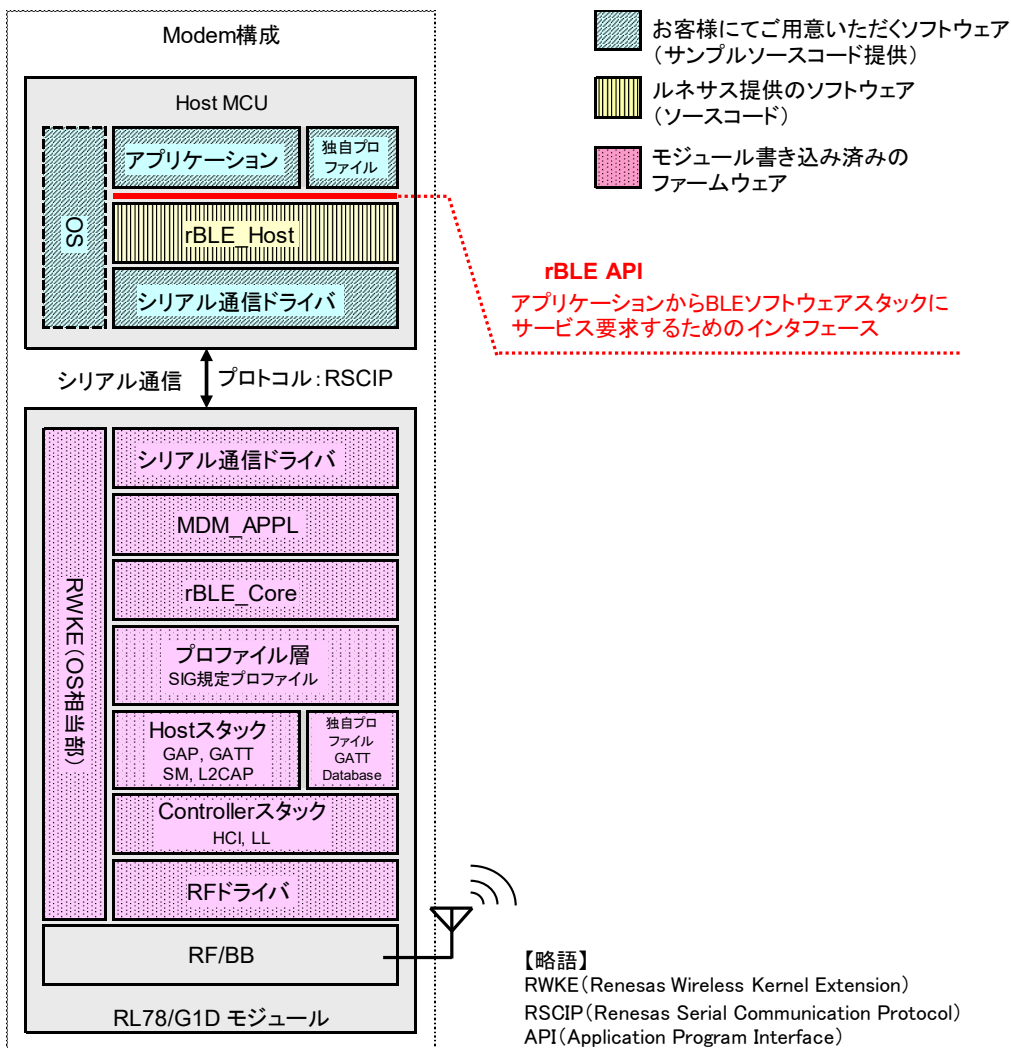 Modem構成
Host MCU
OS
アプリケーション
独自プロ
ファイル
rBLE_Host
シリアル通信ドライバ
シリアル通信
プロトコル：RSCIP
RWKE（OS相当部）
シリアル通信ドライバ
MDM_APPL
rBLE_Core
プロファイル層
SIG規定プロファイル
Hostスタック
GAP, GATT
SM, L2CAP
独自プロ
ファイル
GATT
Database
Controllerスタック
HCI, LL
RFドライバ
RF/BB
RL78/G1D モジュール
お客様にてご用意いただくソフトウェア
（サンプルソースコード提供）
ルネサス提供のソフトウェア
（ソースコード）
モジュール書き込み済みの
ファームウェア
rBLE API
アプリケーションからBLEソフトウェアスタックに
サービス要求するためのインタフェース
【略語】
RWKE（Renesas Wireless Kernel Extension）
RSCIP（Renesas Serial Communication Protocol）
API（Application Program Interface）